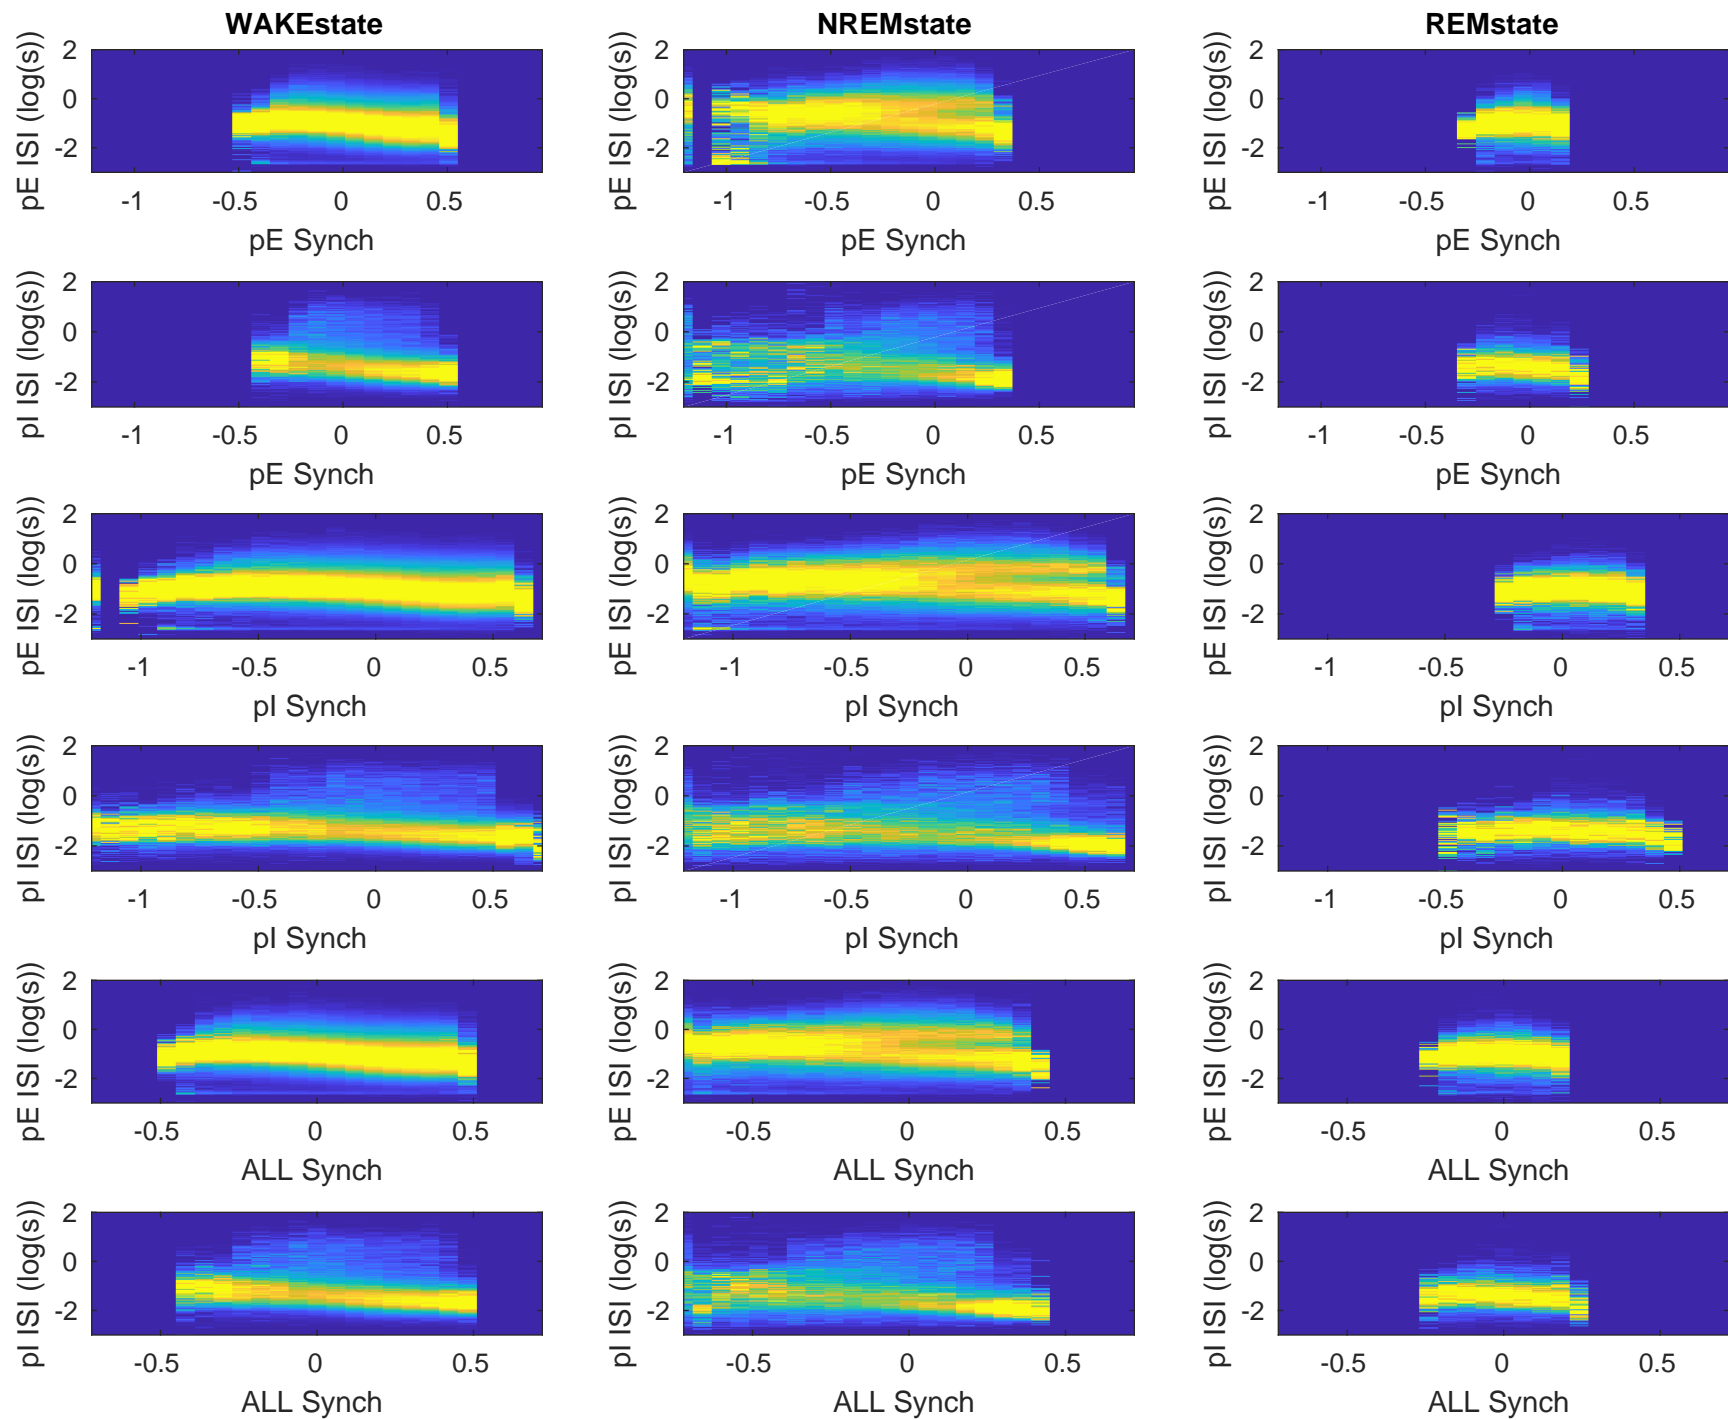 WAKEstate NREMstate REMstate
pE ISI (log(s)) 2 0 -2 pE ISI (log(s)) 2 0 -2 pE ISI (log(s)) 2 0 -2
-1 -0.5 0 0.5 -1 -0.5 0 0.5 -1 -0.5 0 0.5
pE Synch pE Synch pE Synch
pI ISI (log(s)) 2 0 -2 pI ISI (log(s)) 2 0 -2 pI ISI (log(s)) 2 0 -2
-1 -0.5 0 0.5 -1 -0.5 0 0.5 -1 -0.5 0 0.5
pE Synch pE Synch pE Synch
pE ISI (log(s)) 2 0 -2 pE ISI (log(s)) 2 0 -2 pE ISI (log(s)) 2 0 -2
-1 -0.5 0 0.5 -1 -0.5 0 0.5 -1 -0.5 0 0.5
pI Synch pI Synch pI Synch
pI ISI (log(s)) 2 0 -2 pI ISI (log(s)) 2 0 -2 pI ISI (log(s)) 2 0 -2
-1 -0.5 0 0.5 -1 -0.5 0 0.5 -1 -0.5 0 0.5
pI Synch pI Synch pI Synch
pE ISI (log(s)) 2 0 -2 pE ISI (log(s)) 2 0 -2 pE ISI (log(s)) 2 0 -2
-0.5 0 0.5 -0.5 0 0.5 -0.5 0 0.5
ALL Synch ALL Synch ALL Synch
pI ISI (log(s)) 2 0 -2 pI ISI (log(s)) 2 0 -2 pI ISI (log(s)) 2 0 -2
-0.5 0 0.5 -0.5 0 0.5 -0.5 0 0.5
ALL Synch ALL Synch ALL Synch